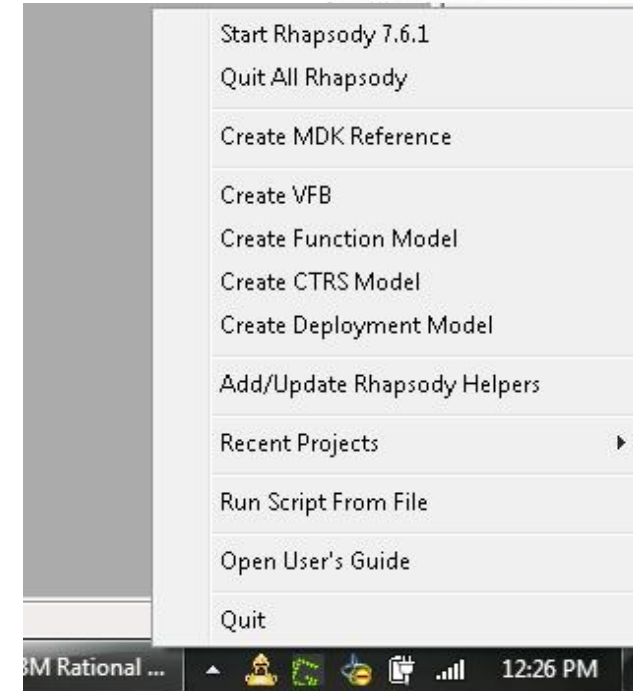 Start Rhapsody 7.6.1
Quit All Rhapsody
Create MDK Reference
Create VFB
Create Function Model
Create CTRS Model
Create Deployment Model
Add/Update Rhapsody Helpers
Recent Projects
Run Script From File
Open User's Guide
Quit
Rational ... 12:26 PM